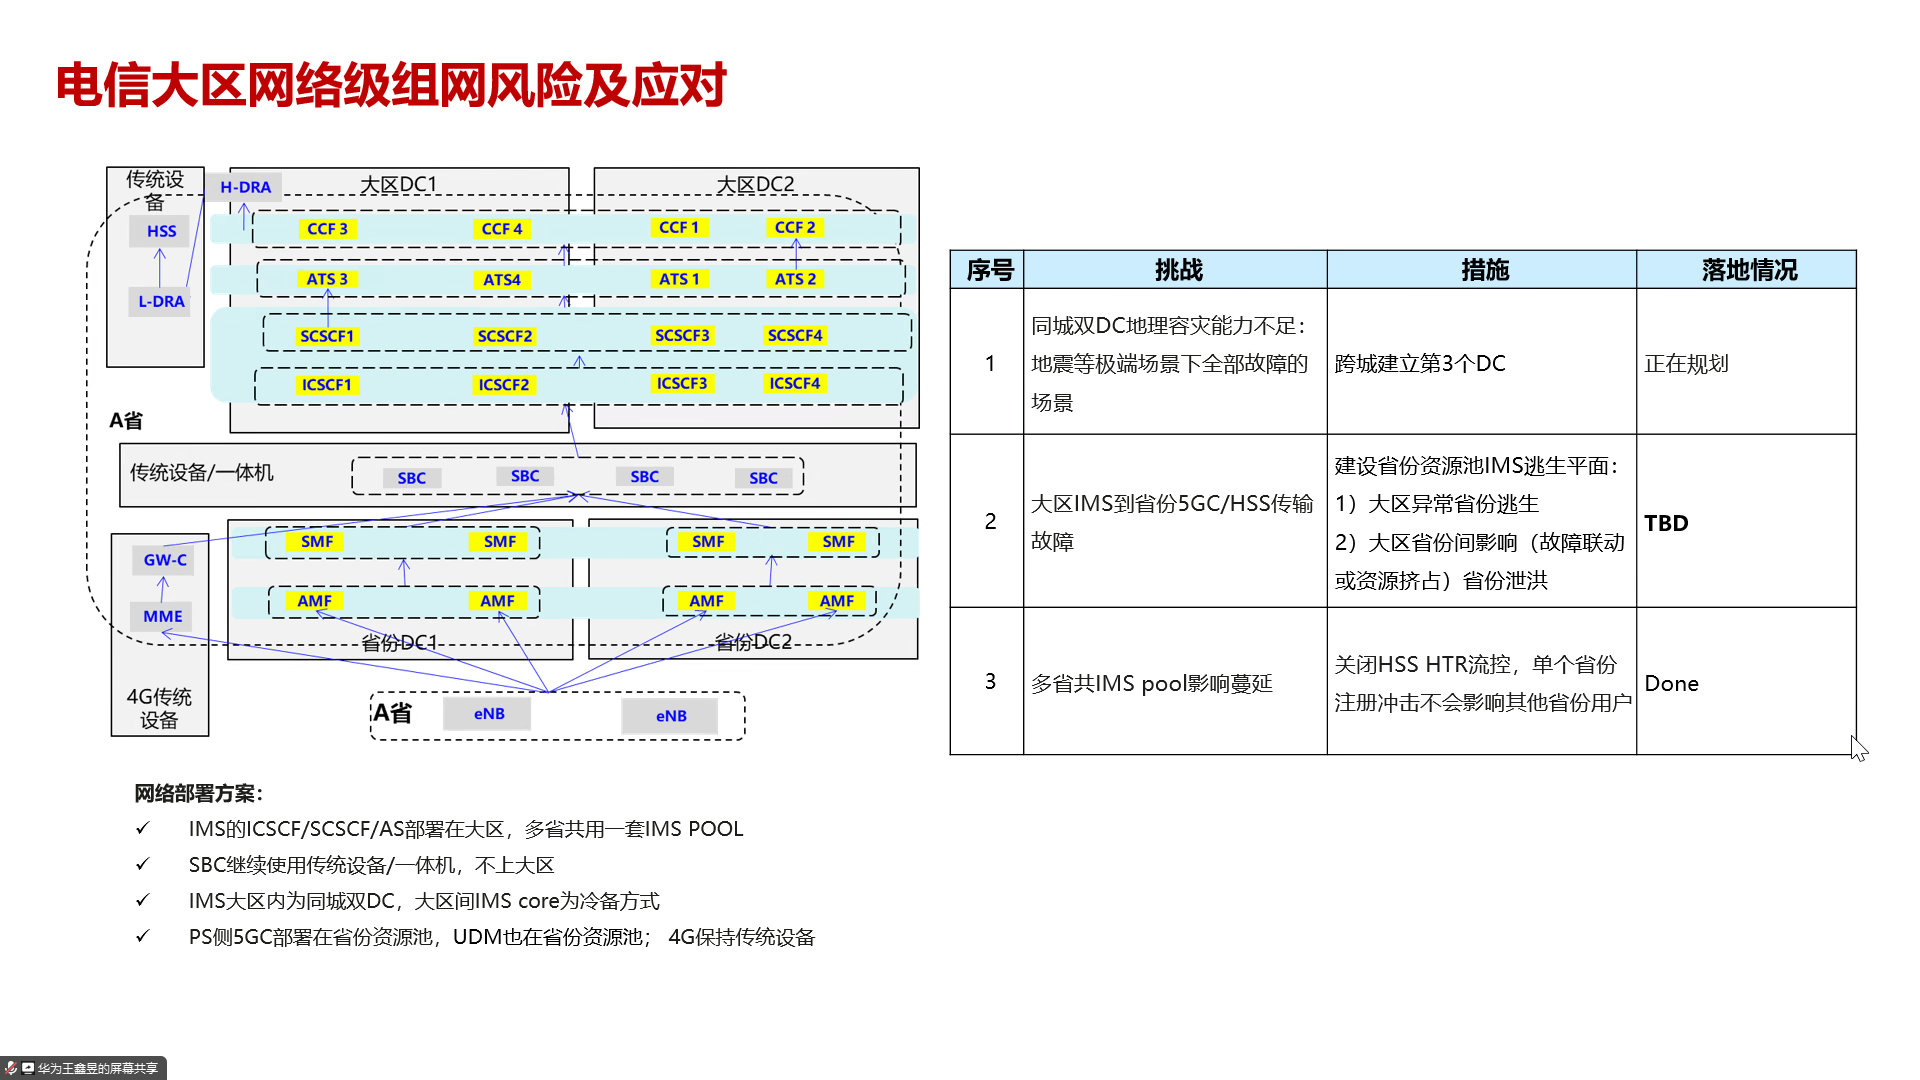 电信大区网络级组网风险及应对
传统设
备
H-DRA
大区DC1
大区DC2
HSS
CCF 3
CCF 4
CCF 1
CCF 2
L-DRA
ATS 3
ATS4
ATS 1
ATS 2
SCSCF1
SCSCF2
SCSCF3
SCSCF4
ICSCF1
ICSCF2
ICSCF3
ICSCF4
A省
传统设备/一体机
SBC
SBC
SBC
SBC
GW-C
SMF
SMF
SMF
SMF
MME
AMF
AMF
AMF
AMF
省份DC1
省份DC2
4G传统
设备
A省
eNB
eNB
序号
挑战
措施
落地情况
1
同城双DC地理容灾能力不足：
地震等极端场景下全部故障的
场景
跨城建立第3个DC
正在规划
2
大区IMS到省份5GC/HSS传输
故障
建设省份资源池IMS逃生平面：
1）大区异常省份逃生
2）大区省份间影响（故障联动
或资源挤占）省份泄洪
TBD
3
多省共IMS pool影响蔓延
关闭HSS HTR流控，单个省份
注册冲击不会影响其他省份用户
Done
网络部署方案：
✓ IMS的ICSCF/SCSCF/AS部署在大区，多省共用一套IMS POOL
✓ SBC继续使用传统设备/一体机，不上大区
✓ IMS大区内为同城双DC，大区间IMS core为冷备方式
✓ PS侧5GC部署在省份资源池，UDM也在省份资源池； 4G保持传统设备
华为王鑫昱的屏幕共享